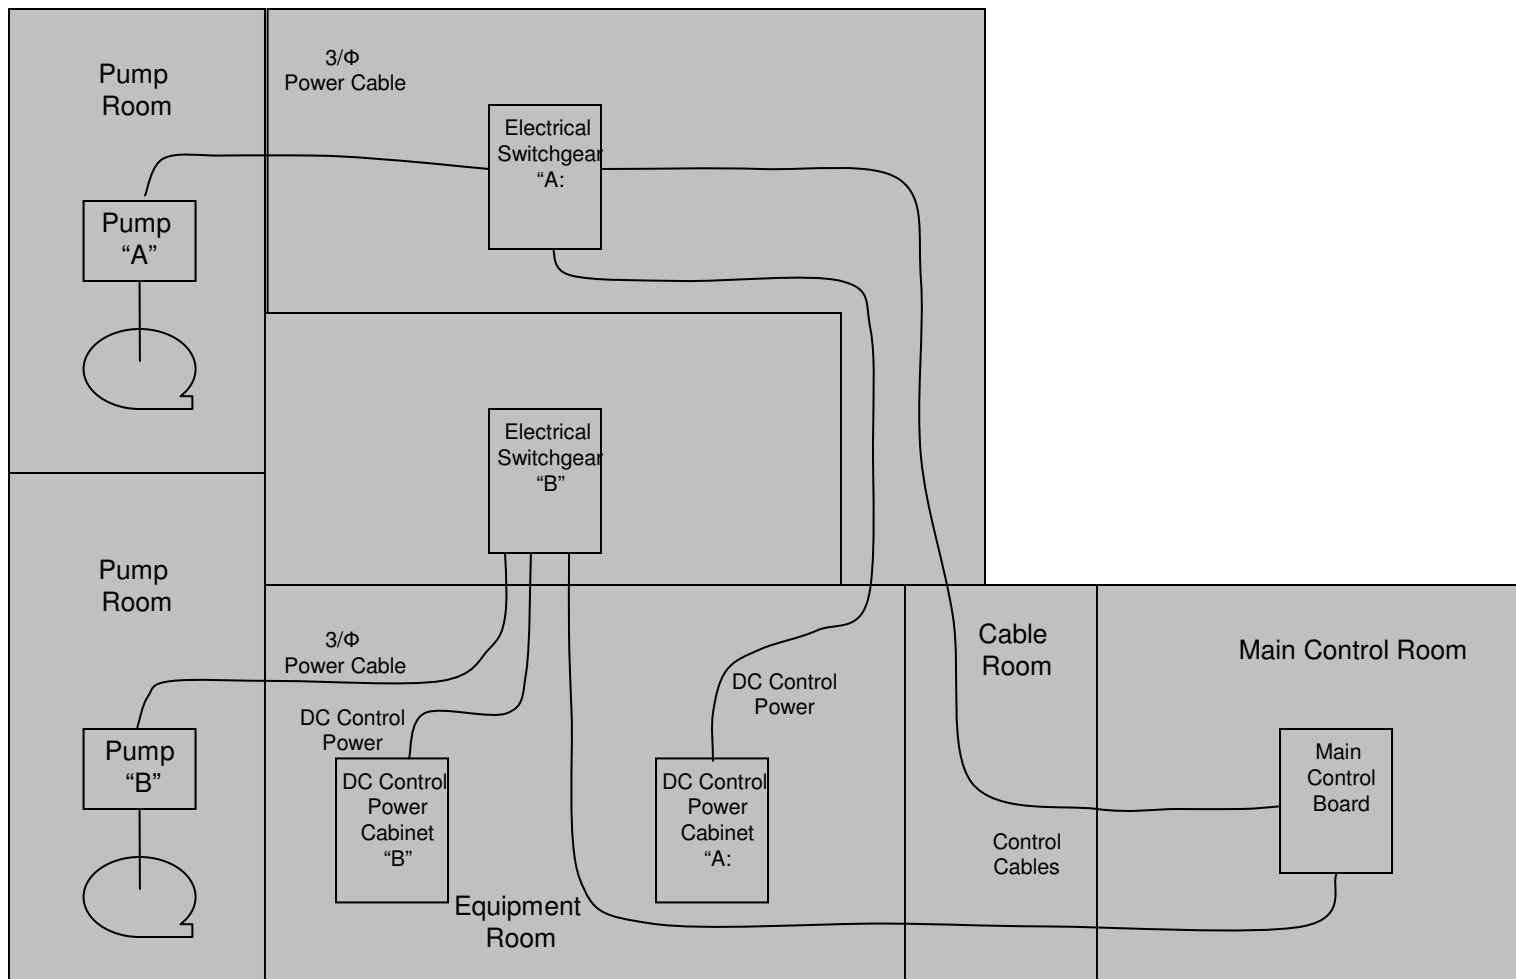 Pump
Room
3/Φ
Power Cable
Electrical
Switchgear
“A:
Pump
“A”
Electrical
Switchgear
“B”
Pump
Room
3/Φ
Power Cable
Cable
Room
Main Control Room
DC Control
Power
DC Control
Power
Pump
“B”
DC Control
Power
Cabinet
“B”
DC Control
Power
Cabinet
“A:
Main
Control
Board
Control
Cables
Equipment
Room